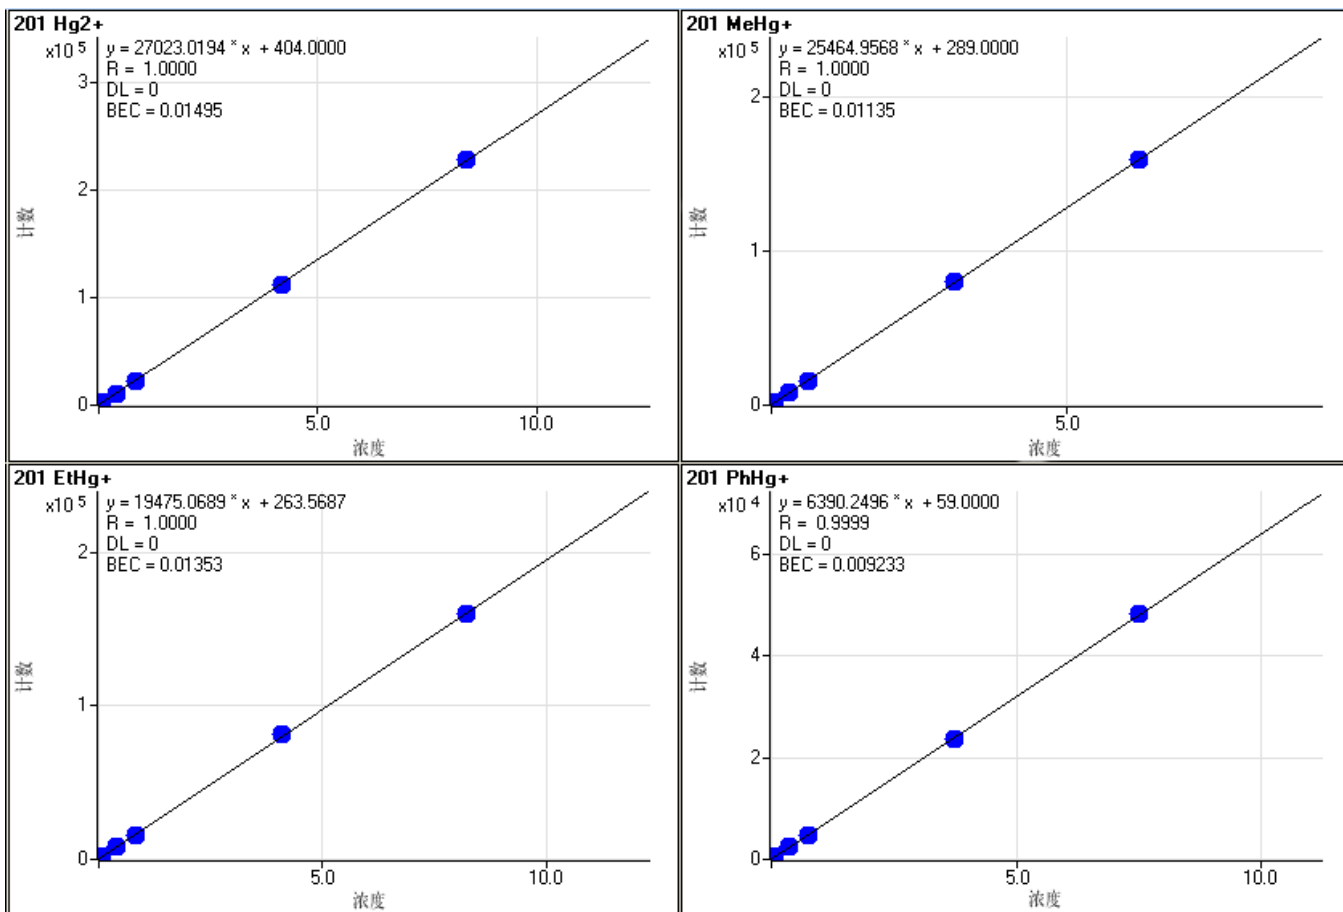 201 Hg2+
x10 5
y = 27023.0194 * x + 404.0000
R = 1.0000
DL = 0
BEC = 0.01495
3
2
1
0
计数
5.0
10.0
浓度
201 MeHg+
x10 5
y = 25464.9568 * x + 289.0000
R = 1.0000
DL = 0
BEC = 0.01135
2
1
0
计数
5.0
浓度
201 EtHg+
x10 5
y = 19475.0689 * x + 263.5687
R = 1.0000
DL = 0
BEC = 0.01353
2
1
0
计数
5.0
10.0
浓度
201 PhHg+
x10 4
y = 6390.2496 * x + 59.0000
R = 0.9999
DL = 0
BEC = 0.009233
6
4
2
0
计数
5.0
10.0
浓度